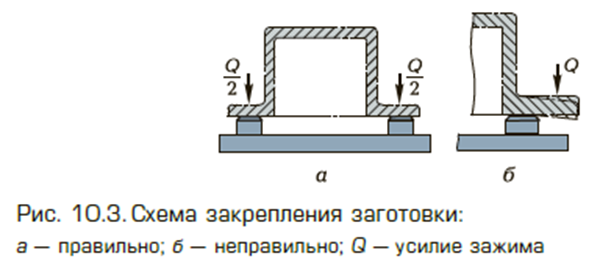 Q/2 Q/2 Q
а б
Рис. 10.3. Схема закрепления заготовки:
а — правильно; б — неправильно; Q — усилие зажима